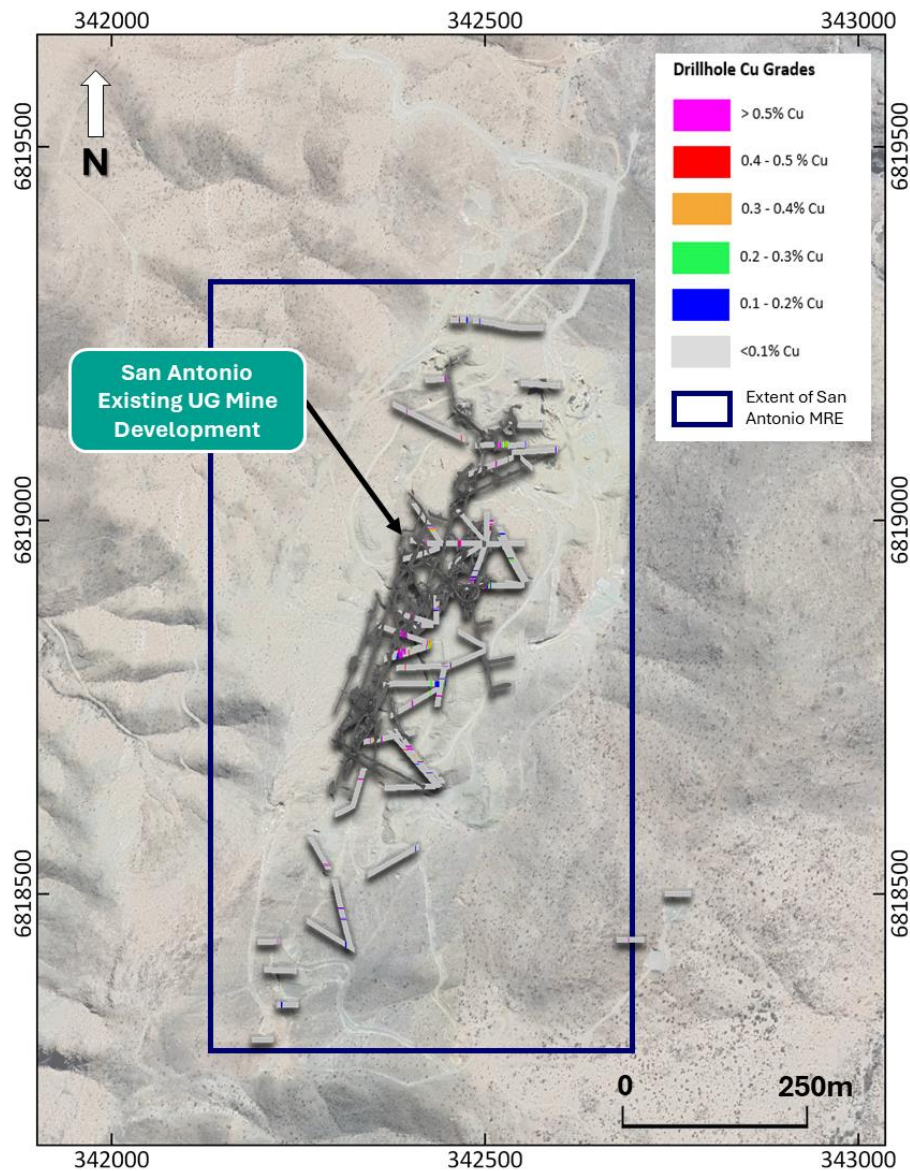 342000
342500
343000
6819500
6819000
6818500
N
Drillhole Cu Grades
> 0.5% Cu
0.4 - 0.5 % Cu
0.3 - 0.4% Cu
0.2 - 0.3% Cu
0.1 - 0.2% Cu
<0.1% Cu
Extent of San
Antonio MRE
6819500
San Antonio
Existing UG Mine
Development
6819000
6818500
0
250m
342000
342500
343000